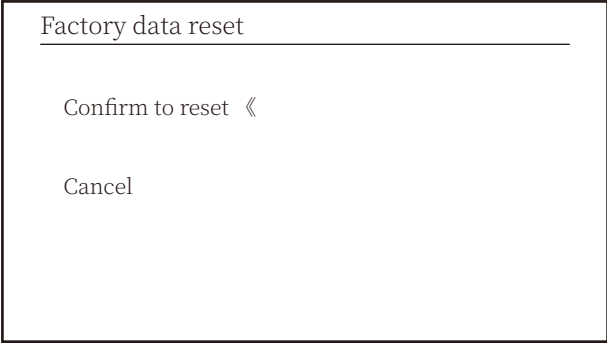 Factory data reset
Confirm to reset 《
Cancel